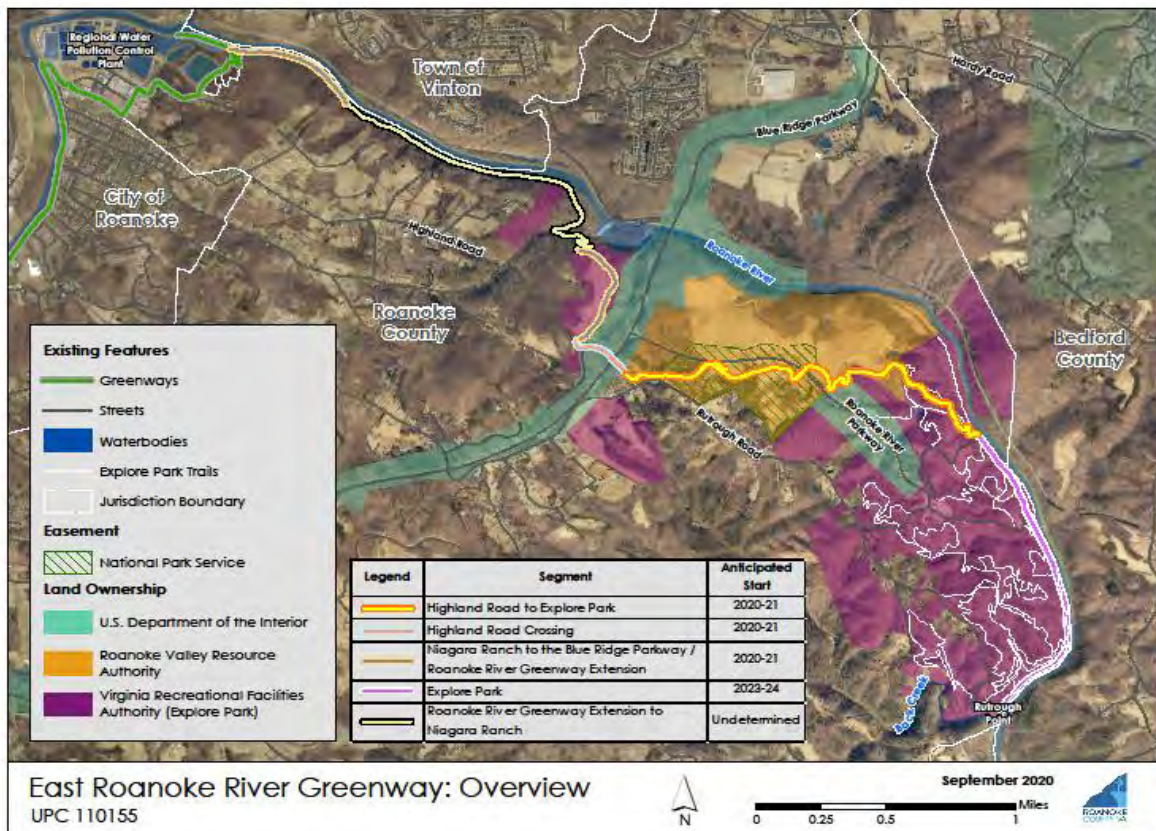 Regional Water
Pollution Control
Plant
Town of
Vinton
Hardy Road
Blue Ridge Parkway
City of
Roanoke
Highland Road
Roanoke
River
Roanoke
County
Bedford
County
Roanoke River
Parkway
Rutrough Road
Back Creek
Rutrough
Point
Existing Features
Greenways
Streets
Waterbodies
Explore Park Trails
Jurisdiction Boundary
Easement
National Park Service
Land Ownership
U.S. Department of the Interior
Roanoke Valley Resource
Authority
Virginia Recreational Facilities
Authority (Explore Park)
Legend Segment Anticipated
Start
Highland Road to Explore Park 2020-21
Highland Road Crossing 2020-21
Niagara Ranch to the Blue Ridge Parkway /
Roanoke River Greenway Extension 2020-21
Explore Park 2023-24
Roanoke River Greenway Extension to
Niagara Ranch Undetermined
East Roanoke River Greenway: Overview
UPC 110155
N
September 2020
Miles
0 0.25 0.5 1
ROANOKE
COUNTY, VA